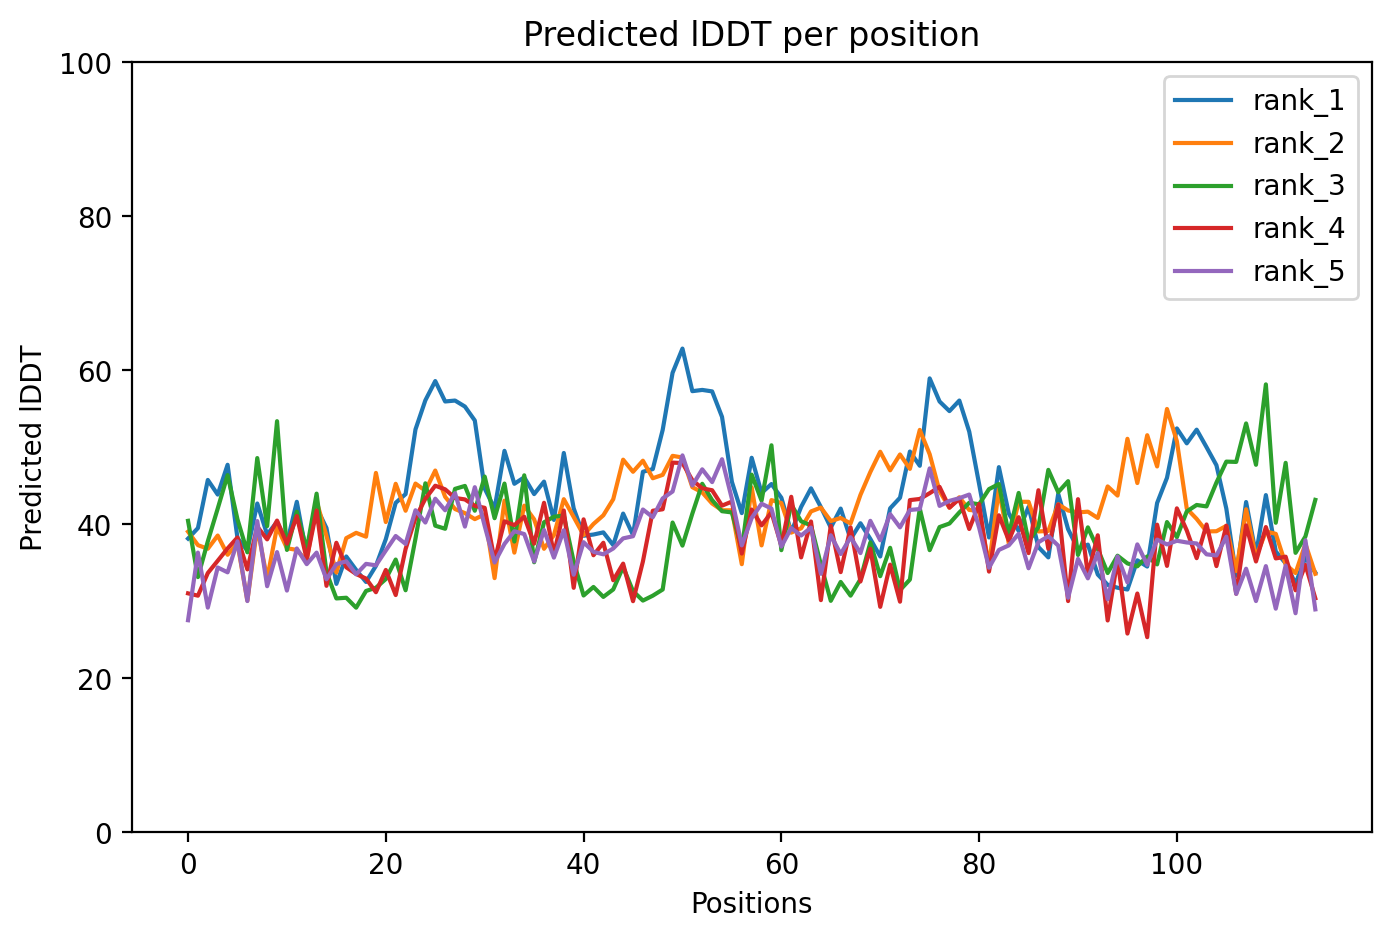 Predicted lDDT per position
100
80
60
40
20
0
Predicted lDDT
0 20 40 60 80 100
Positions
rank_1
rank_2
rank_3
rank_4
rank_5